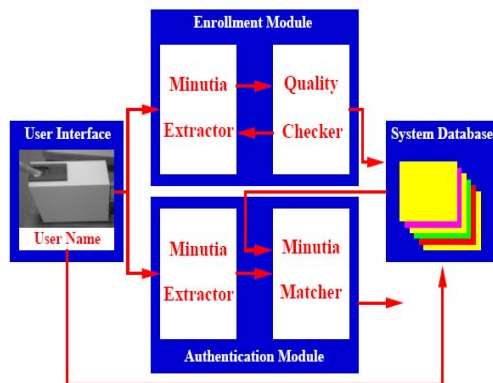 Enrollment Module
Minutia
Extractor
Quality
Checker
User Interface
User Name
System Database
Minutia
Extractor
Minutia
Matcher
Authentication Module